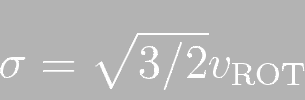 σ = √3/2 v_ROT